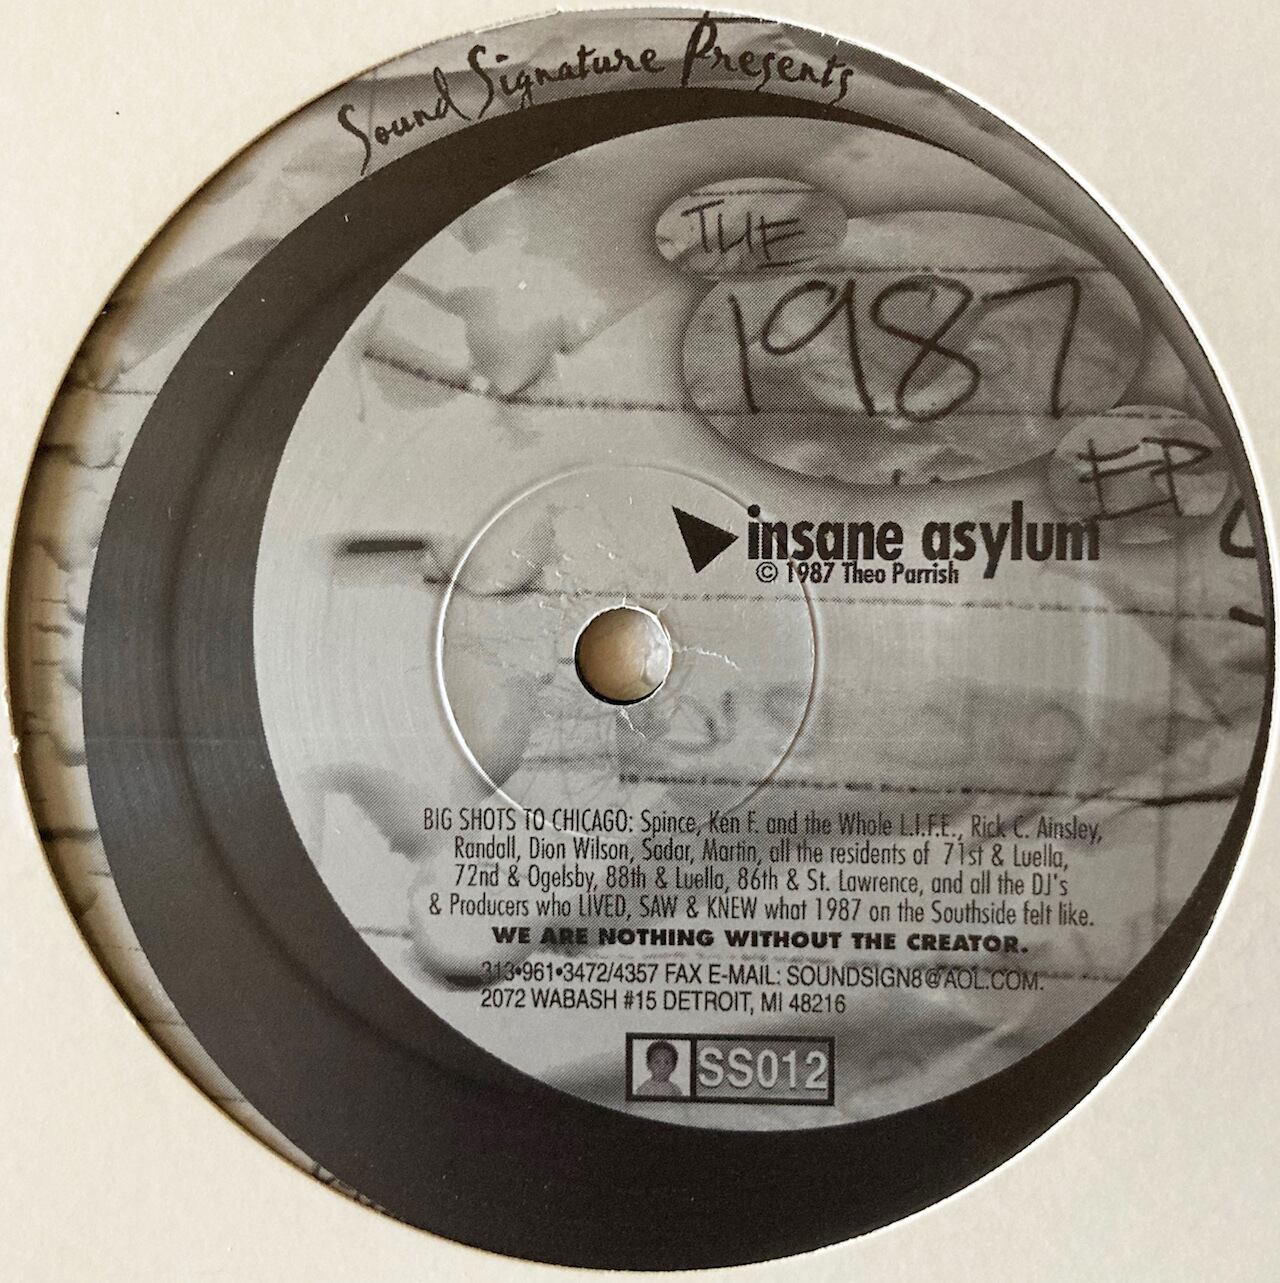 Sound Signature Presents
THE
1987
EP
insane asylum
© 1987 Theo Parrish
BIG SHOTS TO CHICAGO: Spince, Ken F. and the Whole L.I.F.E., Rick C. Ainsley,
Randall, Dion Wilson, Sadar, Martin, all the residents of 71st & Luella,
72nd & Ogelsby, 88th & Luella, 86th & St. Lawrence, and all the DJ's
& Producers who LIVED, SAW & KNEW what 1987 on the Southside felt like.
WE ARE NOTHING WITHOUT THE CREATOR.
313•961•3472/4357 FAX E-MAIL: SOUNDSIGN8@AOL.COM.
2072 WABASH #15 DETROIT, MI 48216
SS012